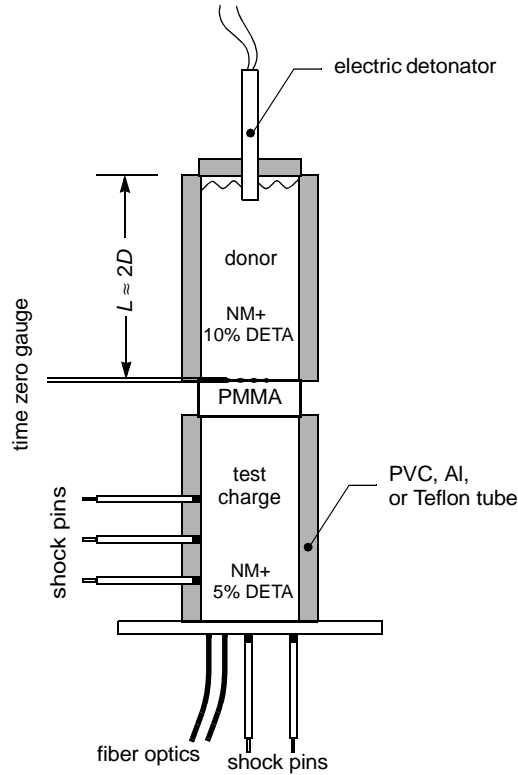 electric detonator
L ≈ 2D
donor
NM+
10% DETA
time zero gauge
PMMA
test
charge
PVC, Al,
or Teflon tube
shock pins
NM+
5% DETA
fiber optics
shock pins